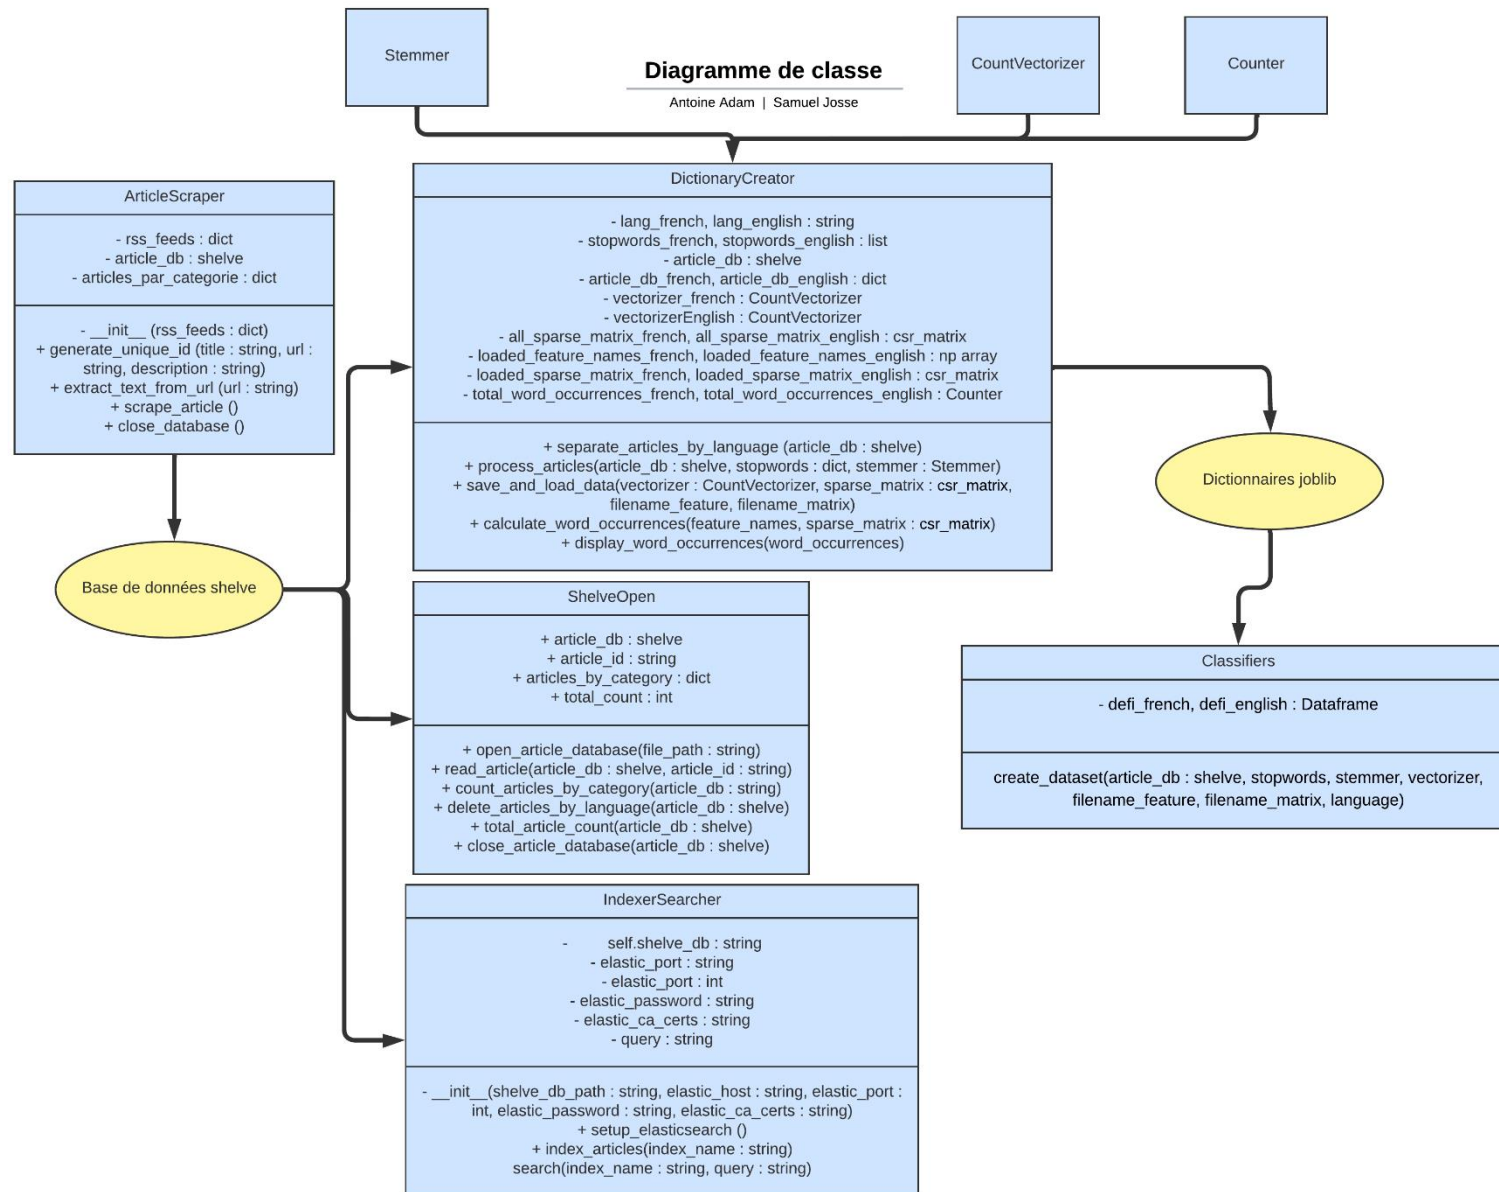 Stemmer
Diagramme de classe
Antoine Adam | Samuel Josse
CountVectorizer
Counter
ArticleScraper
- rss_feeds : dict
- article_db : shelve
- articles_par_categorie : dict
- __init__ (rss_feeds : dict)
+ generate_unique_id (title : string, url :
string, description : string)
+ extract_text_from_url (url : string)
+ scrape_article ()
+ close_database ()
Base de données shelve
DictionaryCreator
- lang_french, lang_english : string
- stopwords_french, stopwords_english : list
- article_db : shelve
- article_db_french, article_db_english : dict
- vectorizer_french : CountVectorizer
- vectorizerEnglish : CountVectorizer
- all_sparse_matrix_french, all_sparse_matrix_english : csr_matrix
- loaded_feature_names_french, loaded_feature_names_english : np array
- loaded_sparse_matrix_french, loaded_sparse_matrix_english : csr_matrix
- total_word_occurrences_french, total_word_occurrences_english : Counter
+ separate_articles_by_language (article_db : shelve)
+ process_articles(article_db : shelve, stopwords : dict, stemmer : Stemmer)
+ save_and_load_data(vectorizer : CountVectorizer, sparse_matrix : csr_matrix,
filename_feature, filename_matrix)
+ calculate_word_occurrences(feature_names, sparse_matrix : csr_matrix)
+ display_word_occurrences(word_occurrences)
Dictionnaires joblib
ShelveOpen
+ article_db : shelve
+ article_id : string
+ articles_by_category : dict
+ total_count : int
+ open_article_database(file_path : string)
+ read_article(article_db : shelve, article_id : string)
+ count_articles_by_category(article_db : string)
+ delete_articles_by_language(article_db : shelve)
+ total_article_count(article_db : shelve)
+ close_article_database(article_db : shelve)
Classifiers
- defi_french, defi_english : Dataframe
create_dataset(article_db : shelve, stopwords, stemmer, vectorizer,
filename_feature, filename_matrix, language)
IndexerSearcher
- self.shelve_db : string
- elastic_port : string
- elastic_port : int
- elastic_password : string
- elastic_ca_certs : string
- query : string
- __init__(shelve_db_path : string, elastic_host : string, elastic_port :
int, elastic_password : string, elastic_ca_certs : string)
+ setup_elasticsearch ()
+ index_articles(index_name : string)
search(index_name : string, query : string)